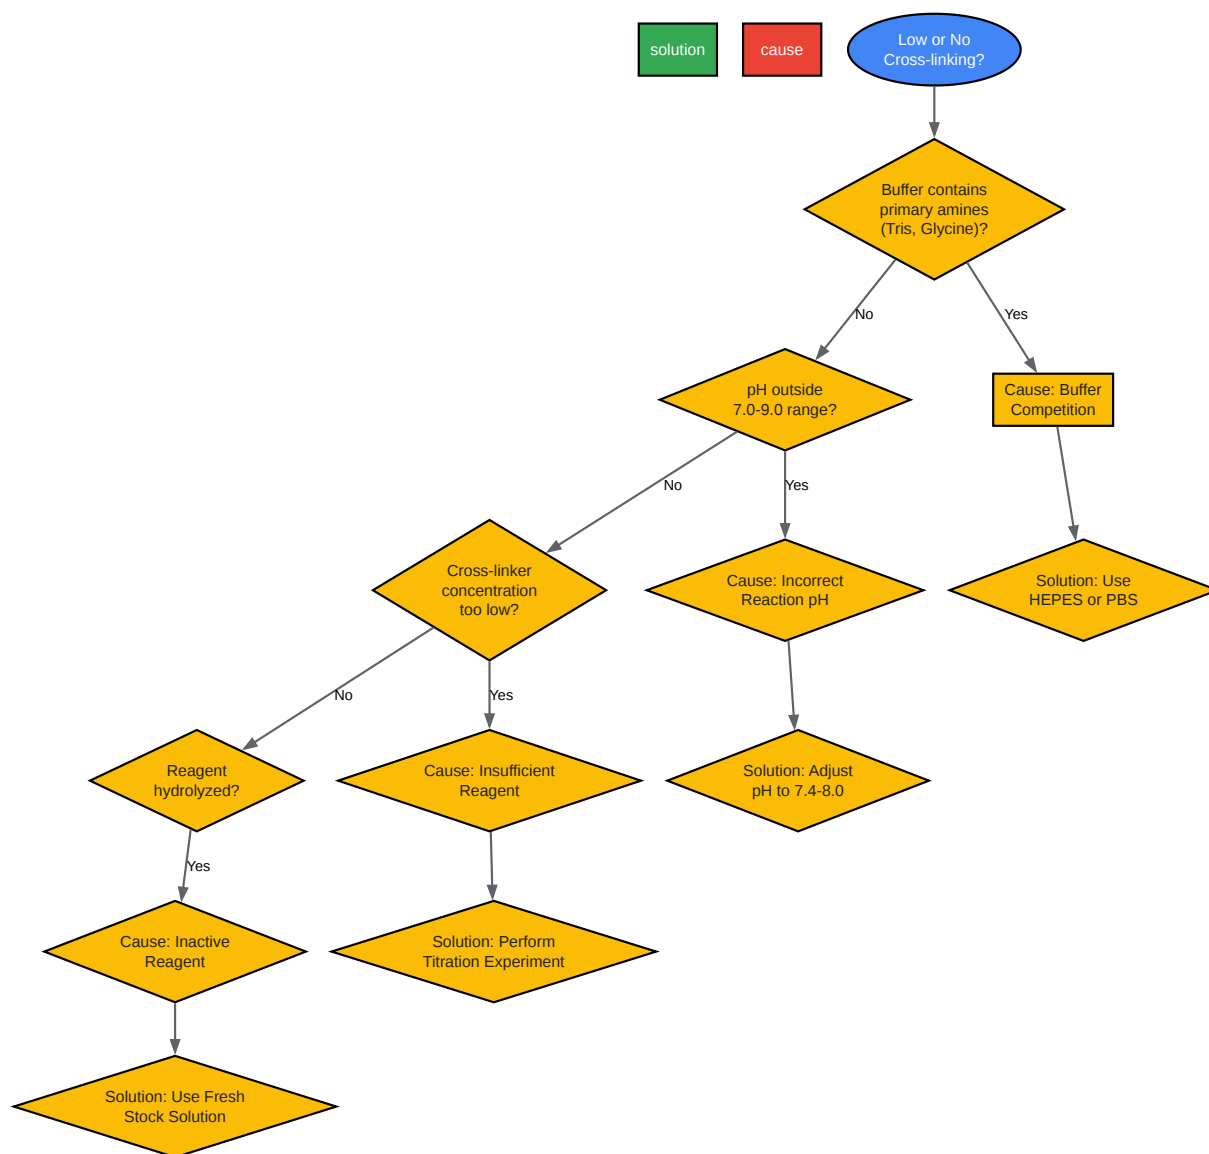 solution
cause
Low or No
Cross-linking?
Buffer contains
primary amines
(Tris, Glycine)?
No
Yes
pH outside
7.0-9.0 range?
Cause: Buffer
Competition
No
Yes
Cross-linker
concentration
too low?
Cause: Incorrect
Reaction pH
Solution: Use
HEPES or PBS
No
Yes
Reagent
hydrolyzed?
Cause: Insufficient
Reagent
Solution: Adjust
pH to 7.4-8.0
Yes
Cause: Inactive
Reagent
Solution: Perform
Titration Experiment
Solution: Use Fresh
Stock Solution